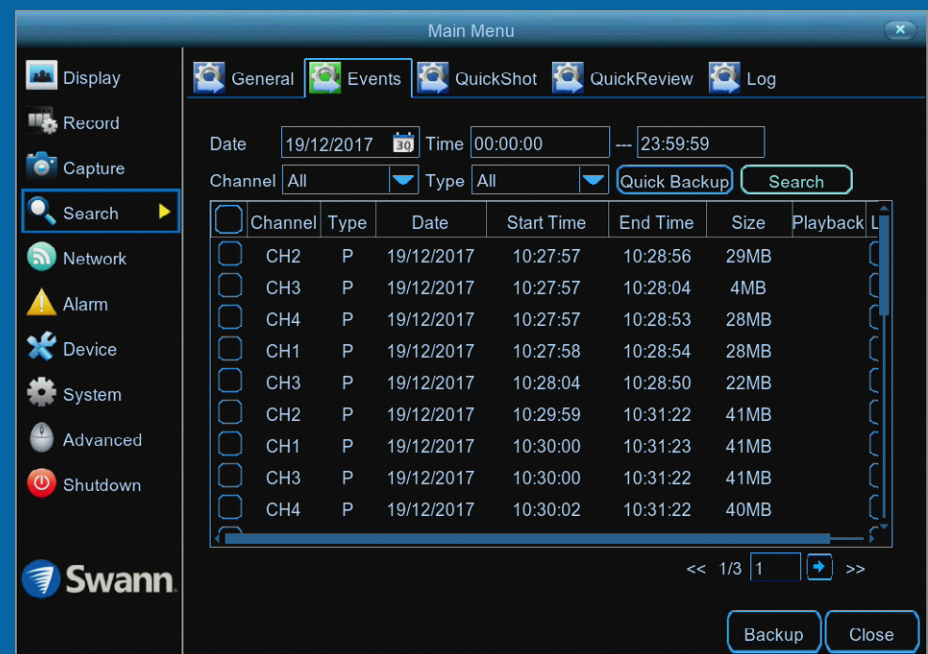 Main Menu
Display
Record
Capture
Search
Network
Alarm
Device
System
Advanced
Shutdown
Swann
General Events QuickShot QuickReview Log
Date 19/12/2017 30 Time 00:00:00 --- 23:59:59
Channel All Type All Quick Backup Search
Channel Type Date Start Time End Time Size Playback L
CH2 P 19/12/2017 10:27:57 10:28:56 29MB
CH3 P 19/12/2017 10:27:57 10:28:04 4MB
CH4 P 19/12/2017 10:27:57 10:28:53 28MB
CH1 P 19/12/2017 10:27:58 10:28:54 28MB
CH3 P 19/12/2017 10:28:04 10:28:50 22MB
CH2 P 19/12/2017 10:29:59 10:31:22 41MB
CH1 P 19/12/2017 10:30:00 10:31:23 41MB
CH3 P 19/12/2017 10:30:00 10:31:22 41MB
CH4 P 19/12/2017 10:30:02 10:31:22 40MB
<< 1/3 1 >>
Backup Close